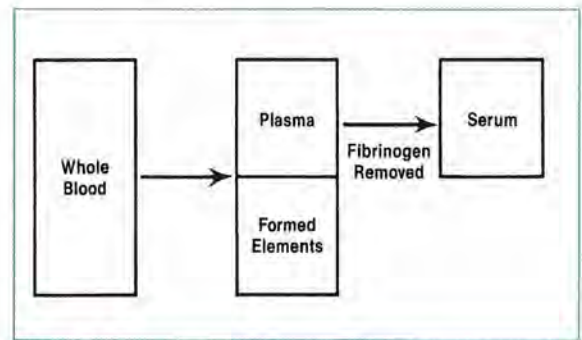 Whole
Blood
Plasma
Formed
Elements
Fibrinogen
Removed
Serum